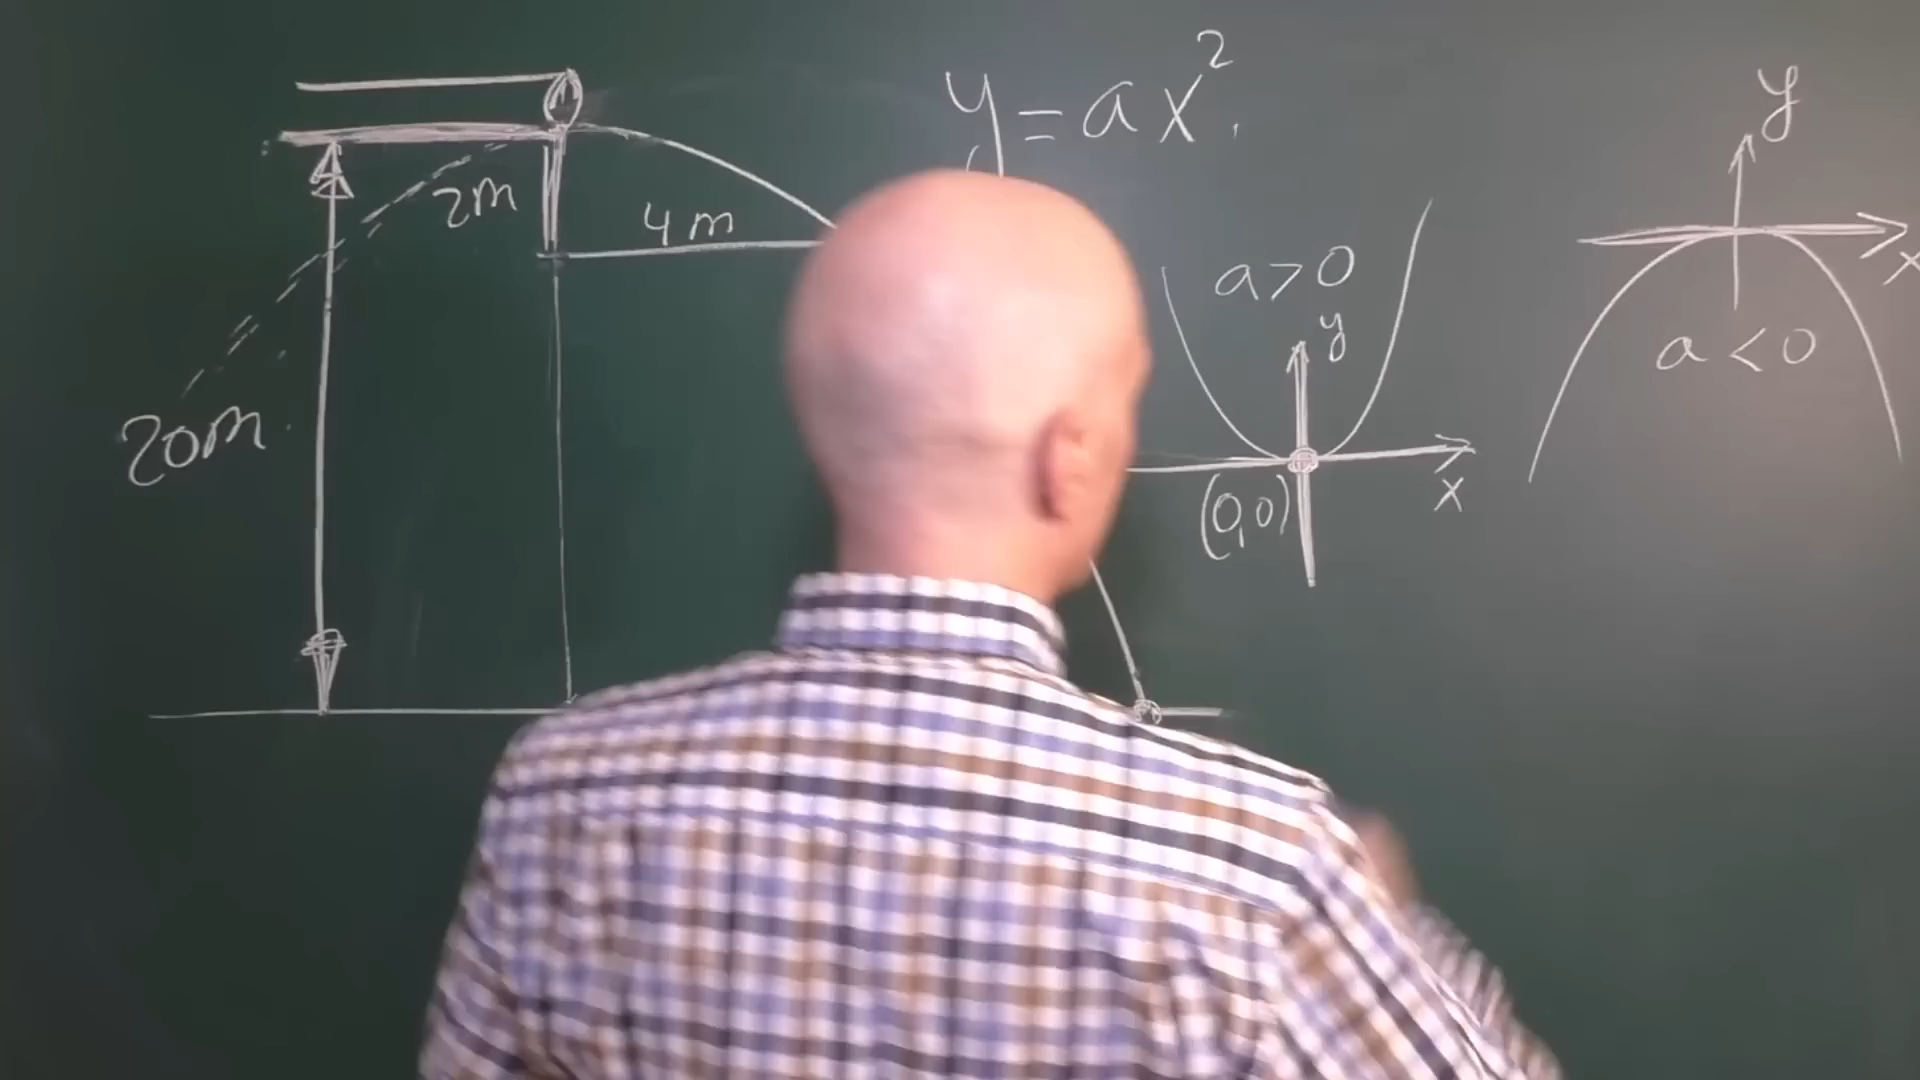 y = ax².
2m
4m
20m
a>0
y
x
(0,0)
y
x
a<0